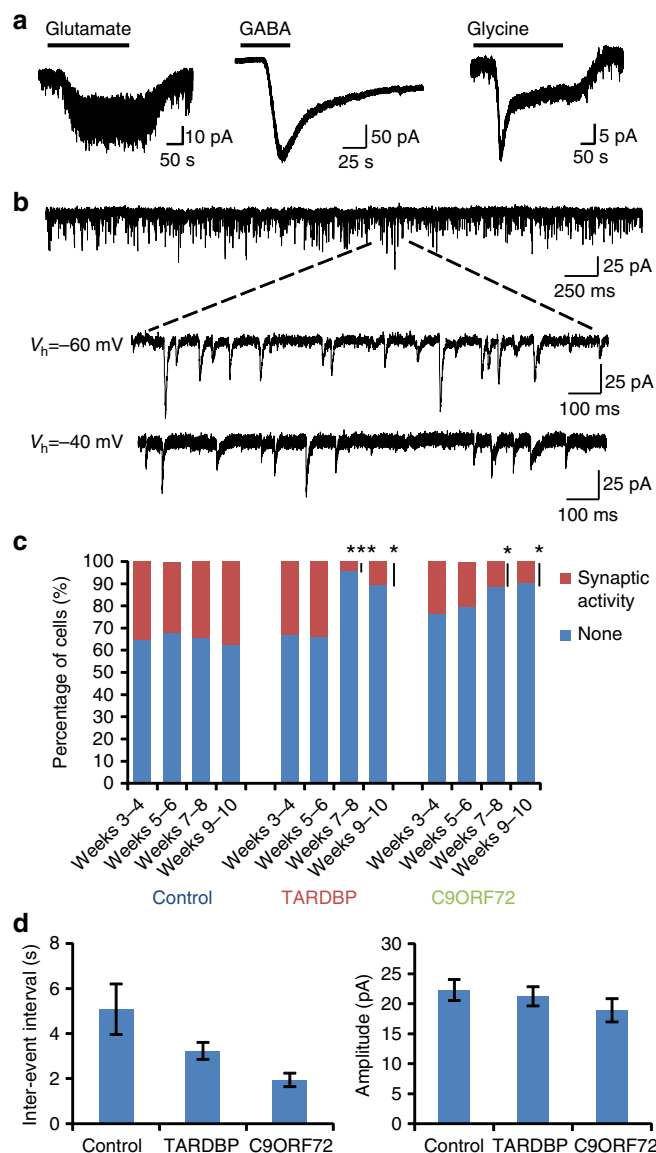 a
Glutamate
GABA
Glycine
10 pA
50 s
50 pA
25 s
5 pA
50 s
b
25 pA
250 ms
Vh=–60 mV
25 pA
100 ms
Vh=–40 mV
25 pA
100 ms
c
Percentage of cells (%)
100
90
80
70
60
50
40
30
20
10
0
*** *
* *
Synaptic
activity
None
Weeks 3–4
Weeks 5–6
Weeks 7–8
Weeks 9–10
Weeks 3–4
Weeks 5–6
Weeks 7–8
Weeks 9–10
Weeks 3–4
Weeks 5–6
Weeks 7–8
Weeks 9–10
Control
TARDBP
C9ORF72
d
Inter-event interval (s)
8
6
4
2
0
Control
TARDBP
C9ORF72
Amplitude (pA)
30
25
20
15
10
5
0
Control
TARDBP
C9ORF72